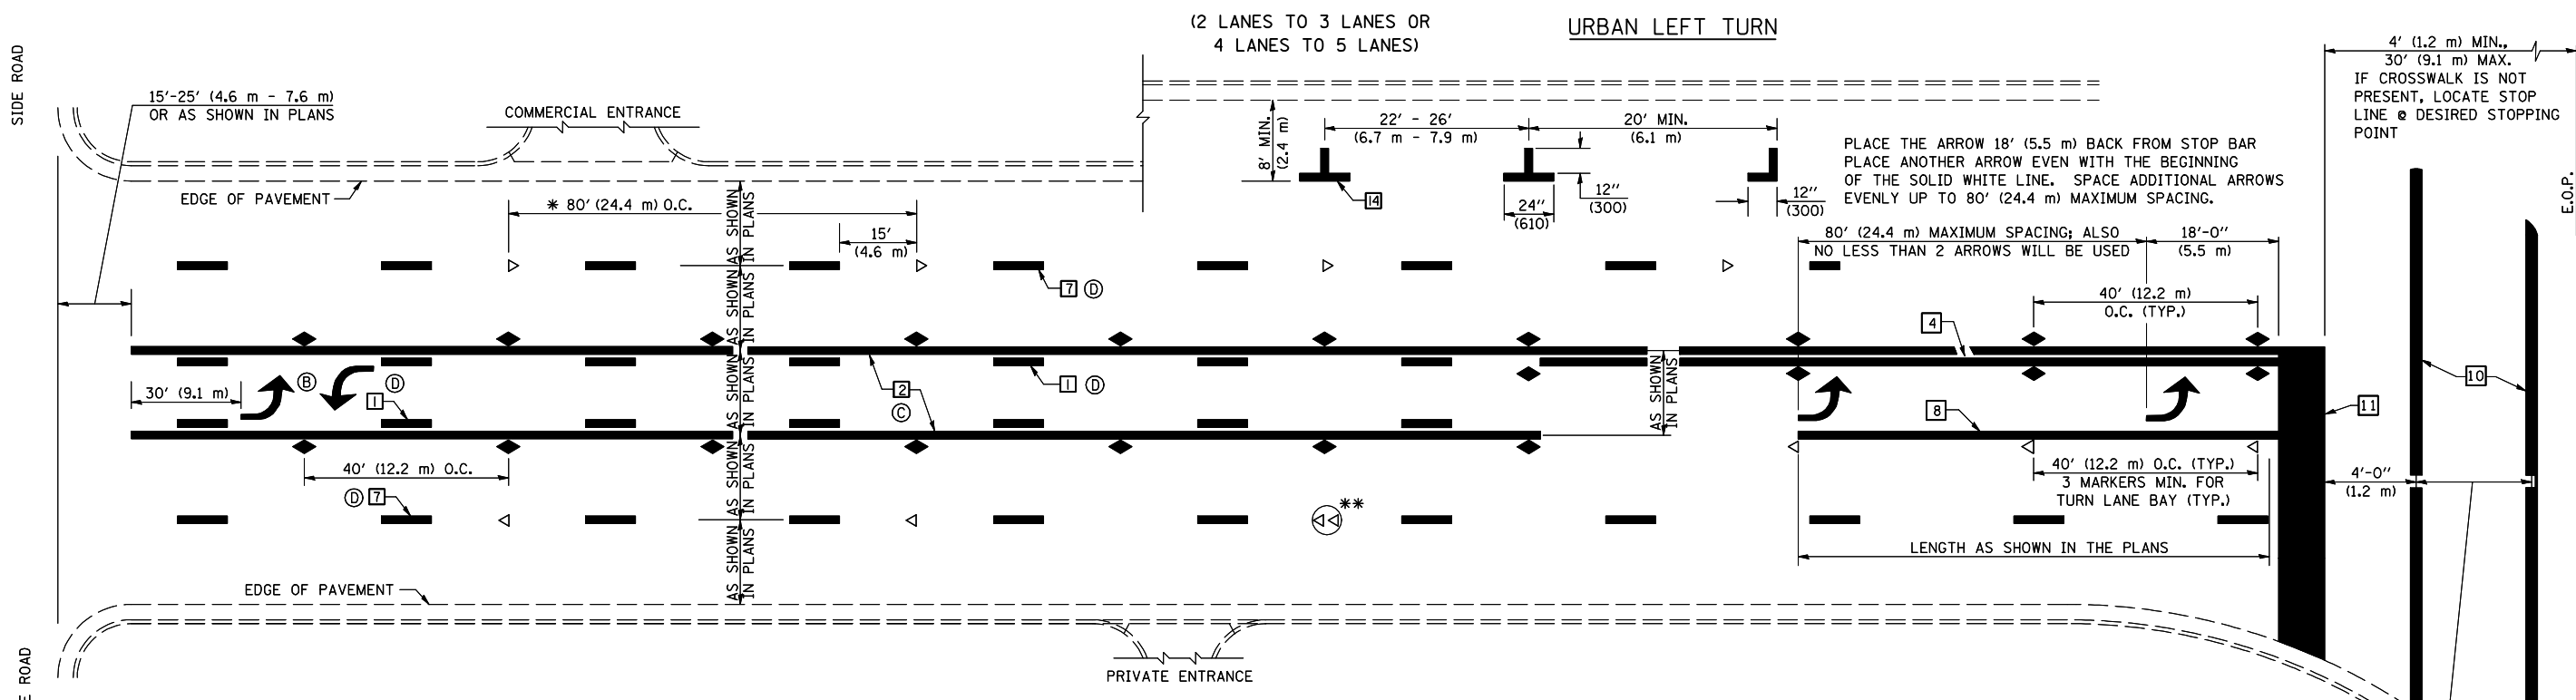 (2 LANES TO 3 LANES OR
4 LANES TO 5 LANES)
URBAN LEFT TURN
SIDE ROAD
15'-25' (4.6 m - 7.6 m)
OR AS SHOWN IN PLANS
COMMERCIAL ENTRANCE
EDGE OF PAVEMENT
* 80' (24.4 m) O.C.
15'
(4.6 m)
8' MIN.
(2.4 m)
22' - 26'
(6.7 m - 7.9 m)
20' MIN.
(6.1 m)
12"
(300)
24"
(610)
12"
(300)
14
4' (1.2 m) MIN.,
30' (9.1 m) MAX.
IF CROSSWALK IS NOT
PRESENT, LOCATE STOP
LINE @ DESIRED STOPPING
POINT
E.O.P.
PLACE THE ARROW 18' (5.5 m) BACK FROM STOP BAR
PLACE ANOTHER ARROW EVEN WITH THE BEGINNING
OF THE SOLID WHITE LINE. SPACE ADDITIONAL ARROWS
EVENLY UP TO 80' (24.4 m) MAXIMUM SPACING.
80' (24.4 m) MAXIMUM SPACING; ALSO
NO LESS THAN 2 ARROWS WILL BE USED
18'-0"
(5.5 m)
AS SHOWN
IN PLANS
AS SHOWN
IN PLANS
AS SHOWN
IN PLANS
AS SHOWN
IN PLANS
AS SHOWN
IN PLANS
7 D
40' (12.2 m)
O.C. (TYP.)
4
30' (9.1 m)
B
D
1
2
C
1 D
AS SHOWN
IN PLANS
8
10
11
40' (12.2 m) O.C.
D 7
**
40' (12.2 m) O.C. (TYP.)
3 MARKERS MIN. FOR
TURN LANE BAY (TYP.)
4'-0"
(1.2 m)
LENGTH AS SHOWN IN THE PLANS
EDGE OF PAVEMENT
PRIVATE ENTRANCE
E ROAD